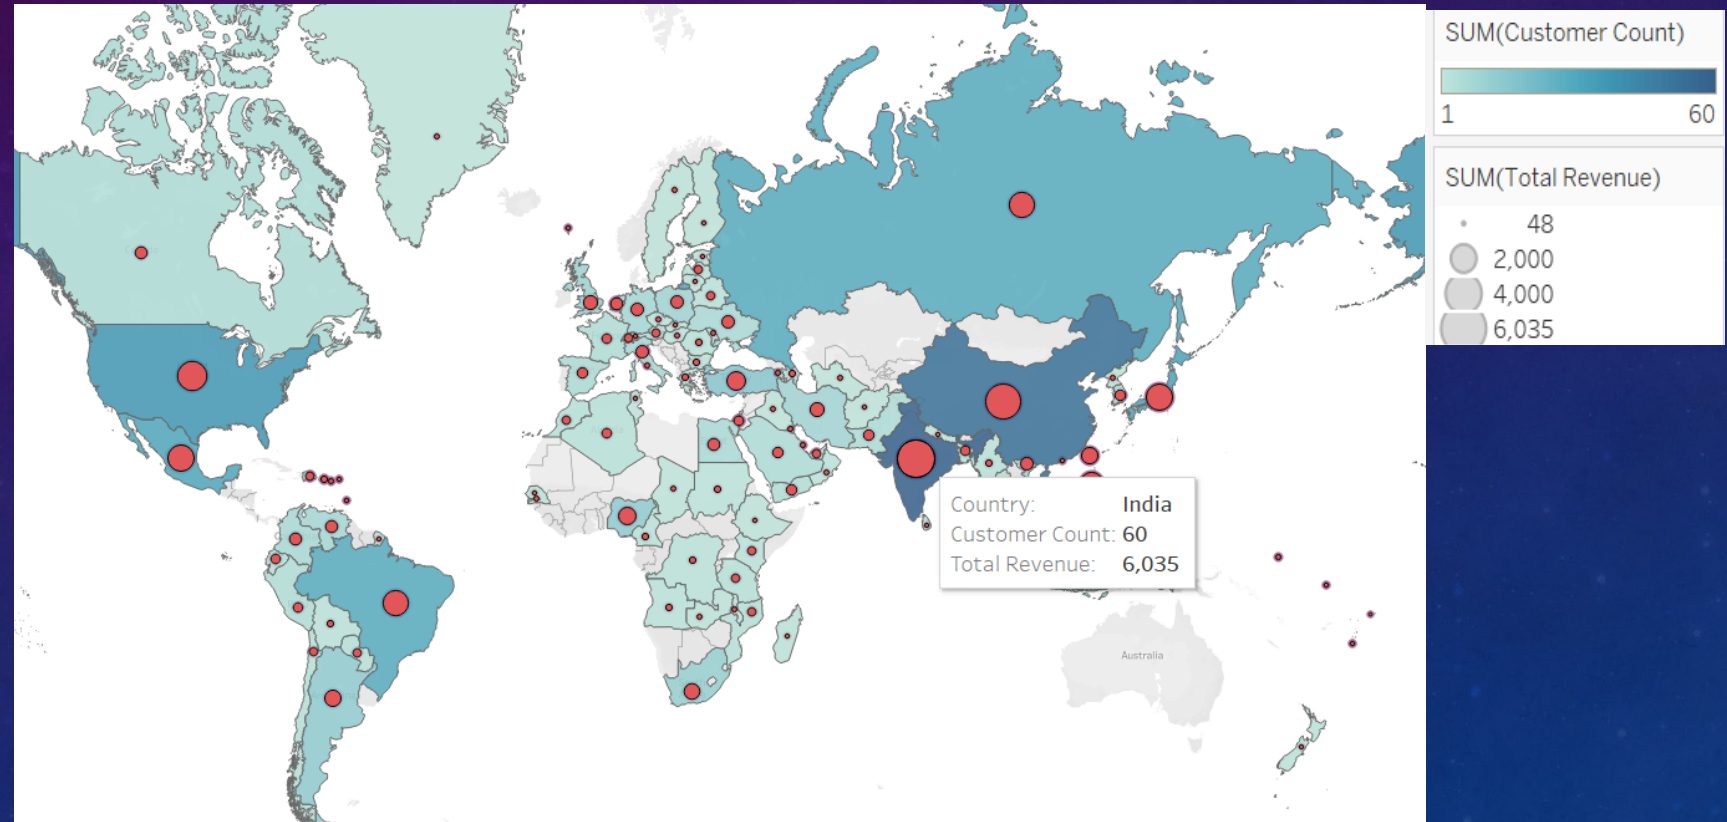 SUM(Customer Count)
1 60
SUM(Total Revenue)
48
2,000
4,000
6,035
Country: India
Customer Count: 60
Total Revenue: 6,035
Australia